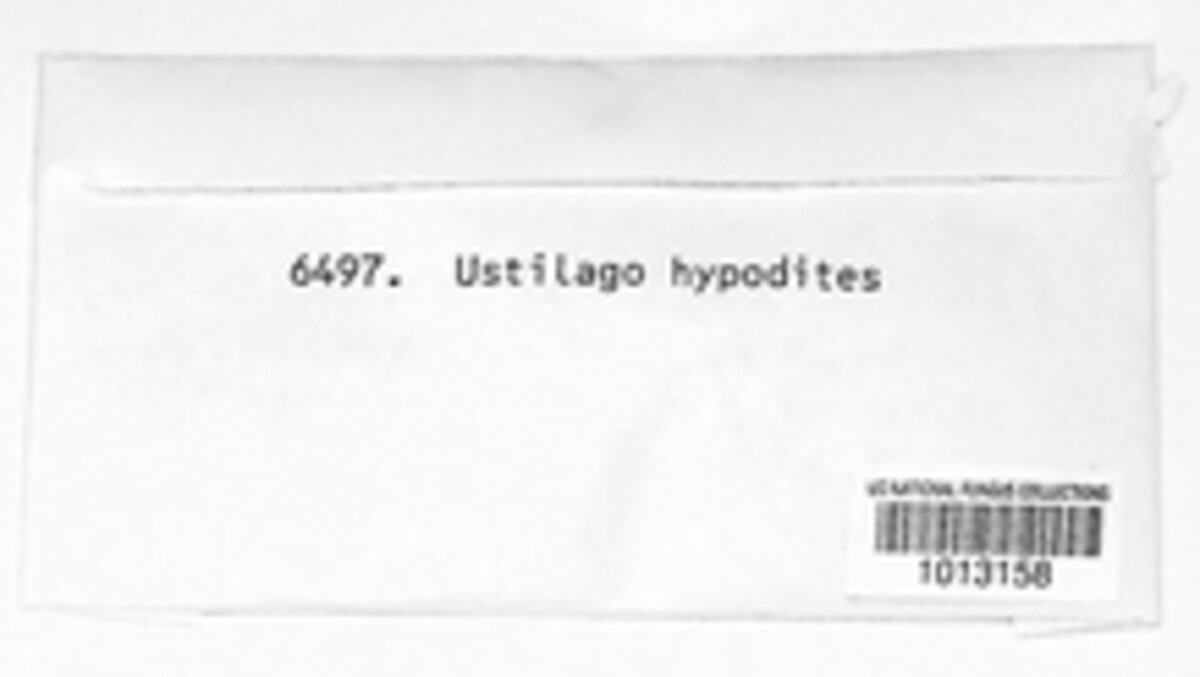 6497. Ustilago hypodites
US NATIONAL FUNGUS COLLECTIONS
1013158